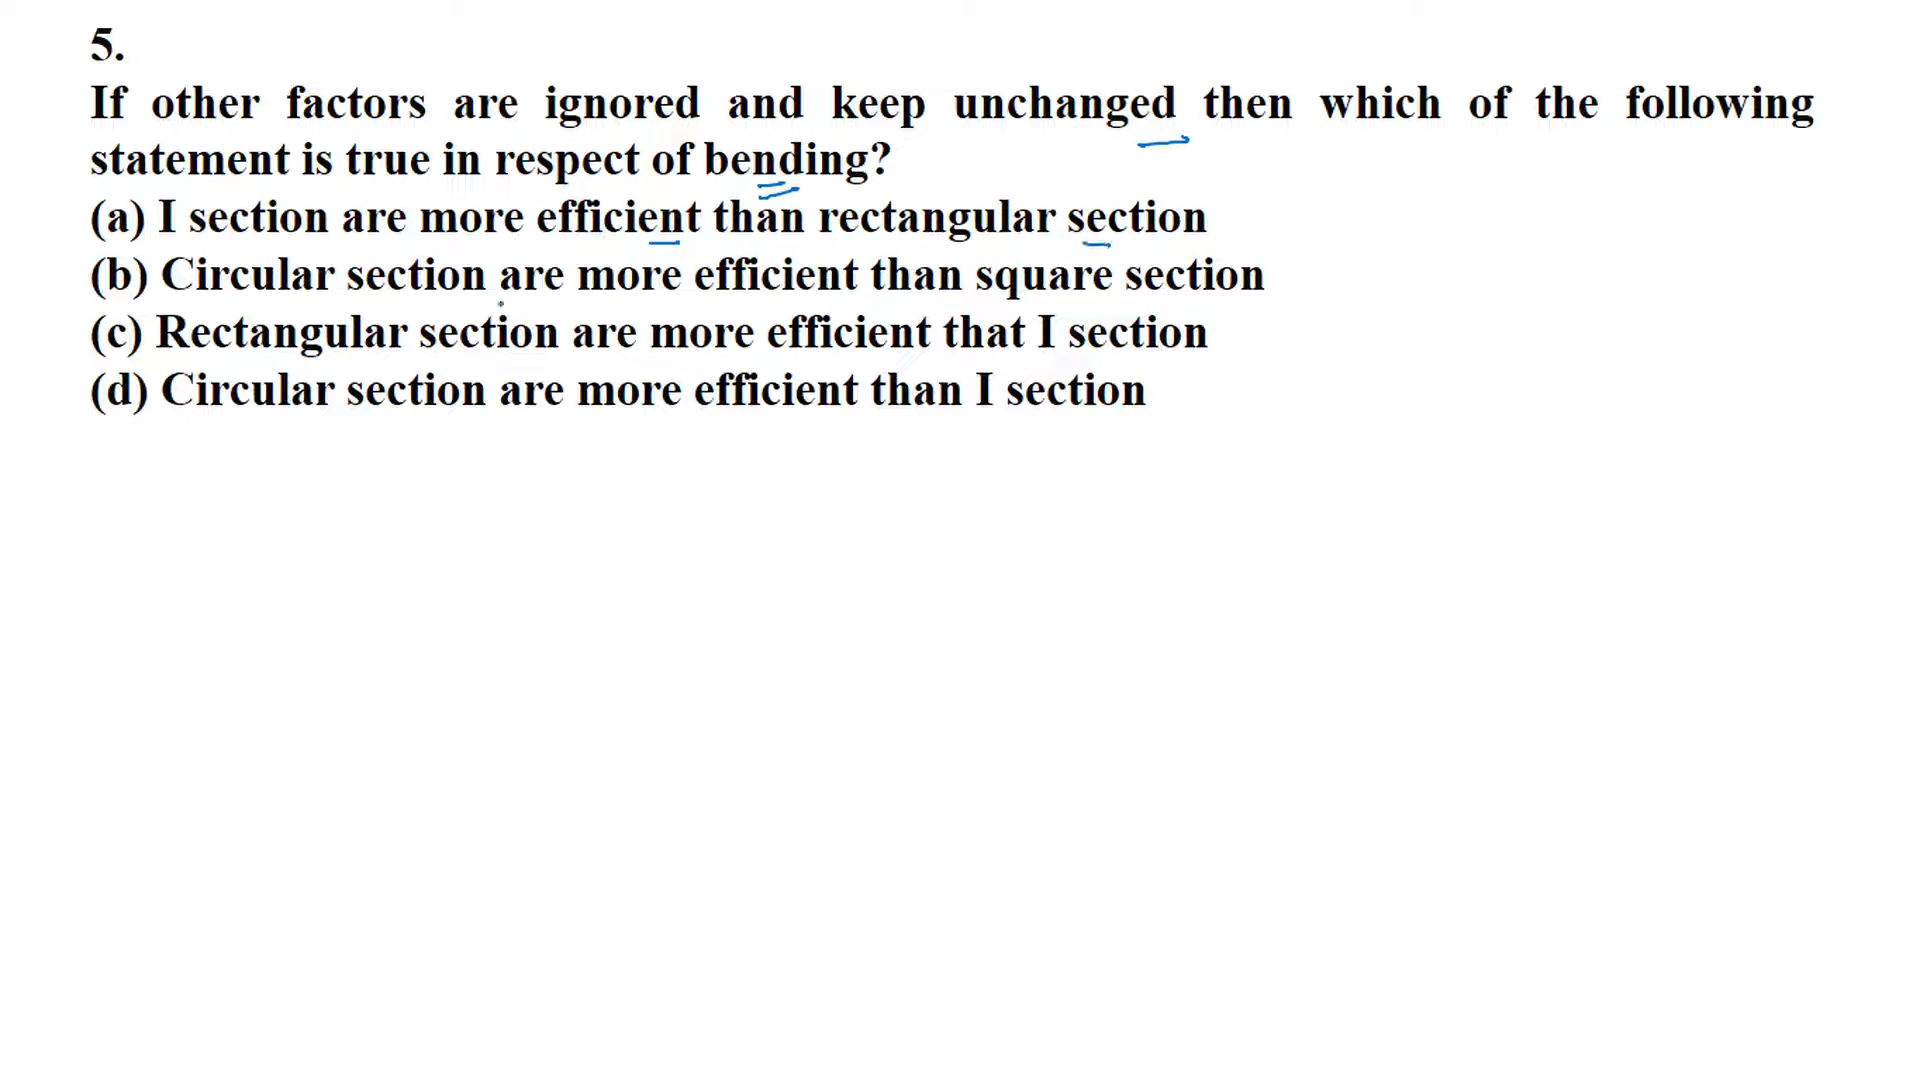 5.
If other factors are ignored and keep unchanged then which of the following
statement is true in respect of bending?
(a) I section are more efficient than rectangular section
(b) Circular section are more efficient than square section
(c) Rectangular section are more efficient that I section
(d) Circular section are more efficient than I section